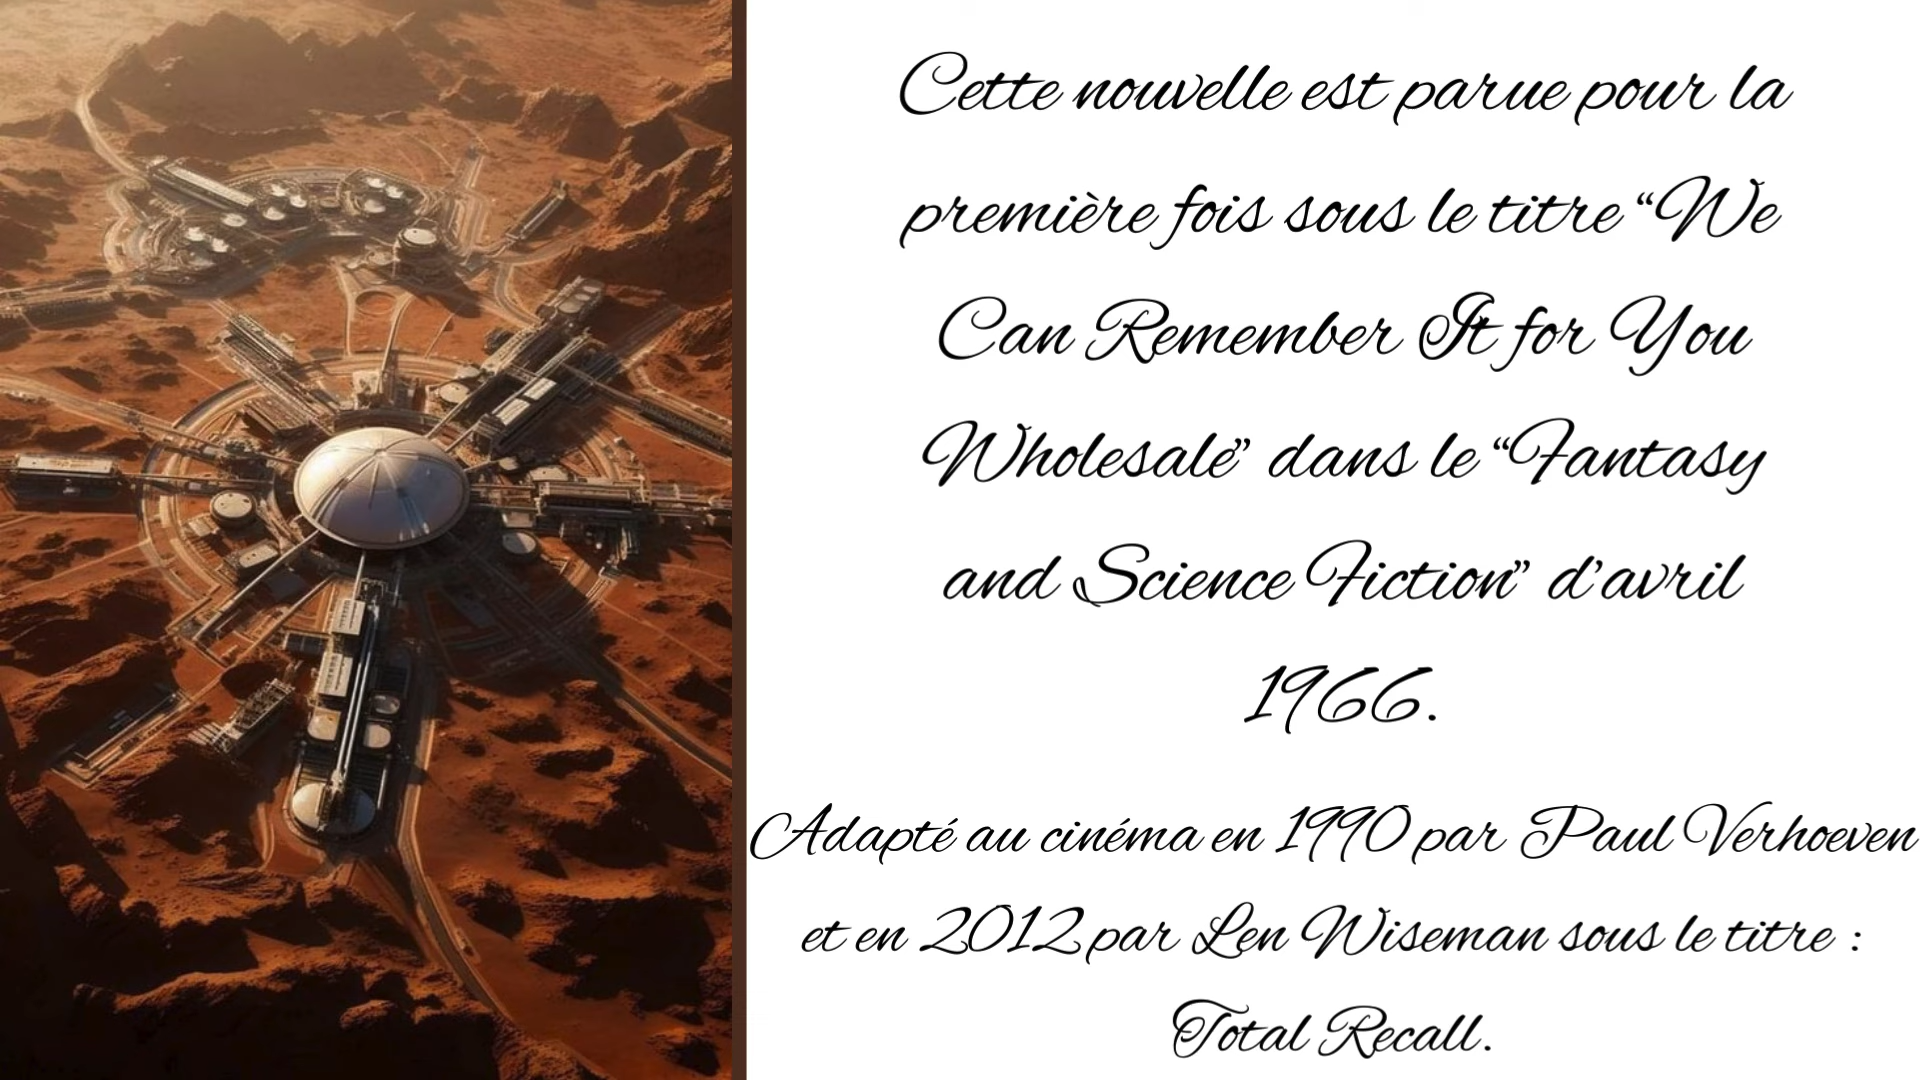 Cette nouvelle est parue pour la
première fois sous le titre “We
Can Remember It for You
Wholesale” dans le “Fantasy
and Science Fiction” d’avril
1966.
Adapté au cinéma en 1990 par Paul Verhoeven
et en 2012 par Len Wiseman sous le titre :
Total Recall.